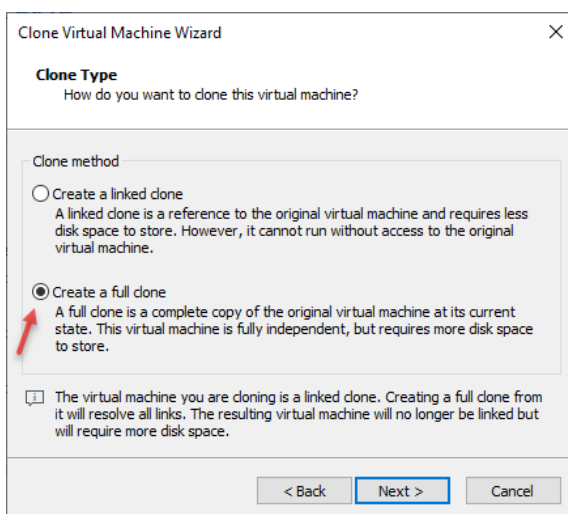 Clone Virtual Machine Wizard
Clone Type
How do you want to clone this virtual machine?
Clone method
Create a linked clone
A linked clone is a reference to the original virtual machine and requires less
disk space to store. However, it cannot run without access to the original
virtual machine.
Create a full clone
A full clone is a complete copy of the original virtual machine at its current
state. This virtual machine is fully independent, but requires more disk space
to store.
The virtual machine you are cloning is a linked clone. Creating a full clone from
it will resolve all links. The resulting virtual machine will no longer be linked but
will require more disk space.
< Back Next > Cancel